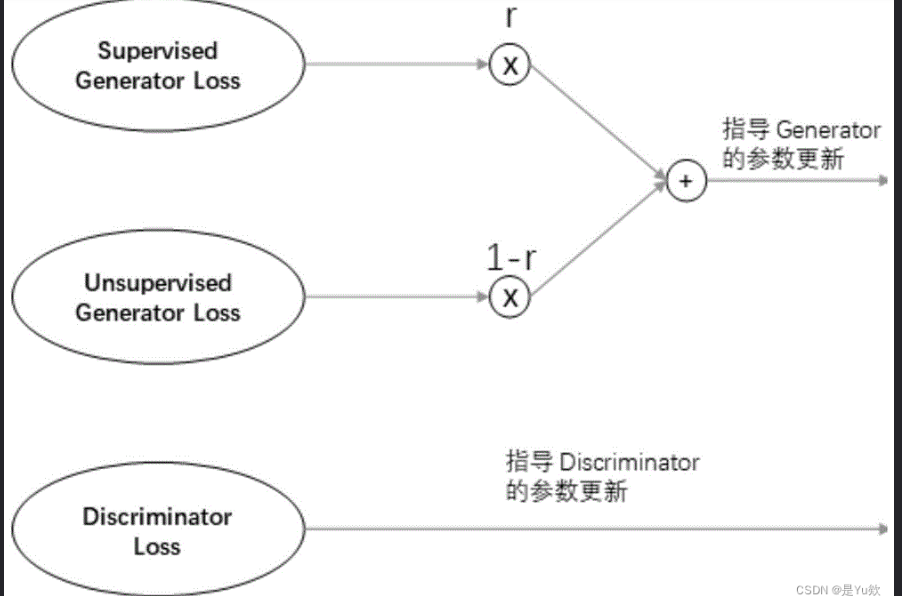 Supervised
Generator Loss
r
x
指导 Generator
的参数更新
+
Unsupervised
Generator Loss
1-r
x
指导 Discriminator
的参数更新
Discriminator
Loss
CSDN @是Yu欸